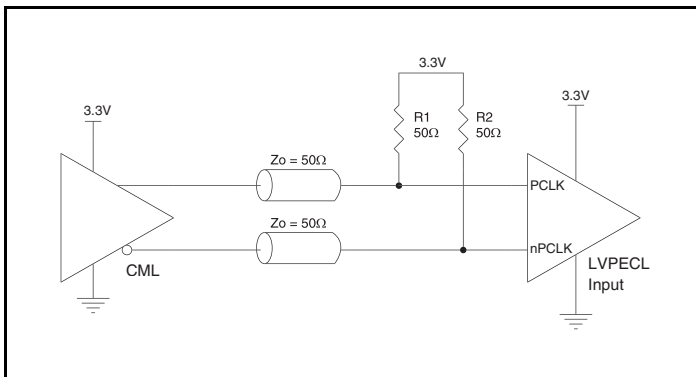 3.3V
3.3V
3.3V
R1
50Ω
R2
50Ω
Zo = 50Ω
PCLK
Zo = 50Ω
nPCLK
CML
LVPECL
Input